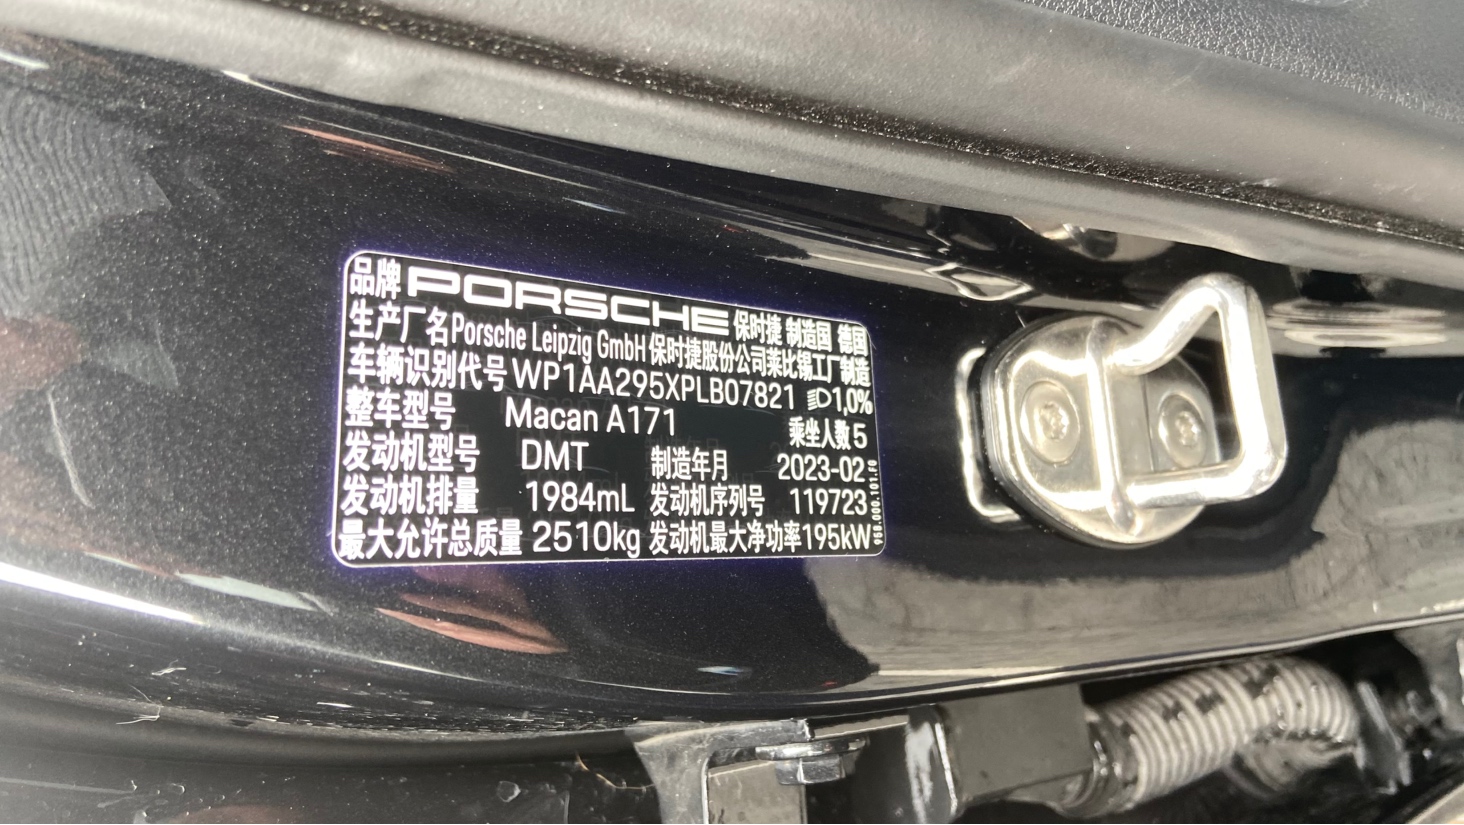 品牌 PORSCHE 保时捷 制造国 德国
生产厂名 Porsche Leipzig GmbH 保时捷股份公司莱比锡工厂制造
车辆识别代号 WP1AA295XPLB07821 1,0%
整车型号 Macan A171 乘坐人数 5
发动机型号 DMT 制造年月 2023-02
发动机排量 1984mL 发动机序列号 119723
最大允许总质量 2510kg 发动机最大净功率 195kW